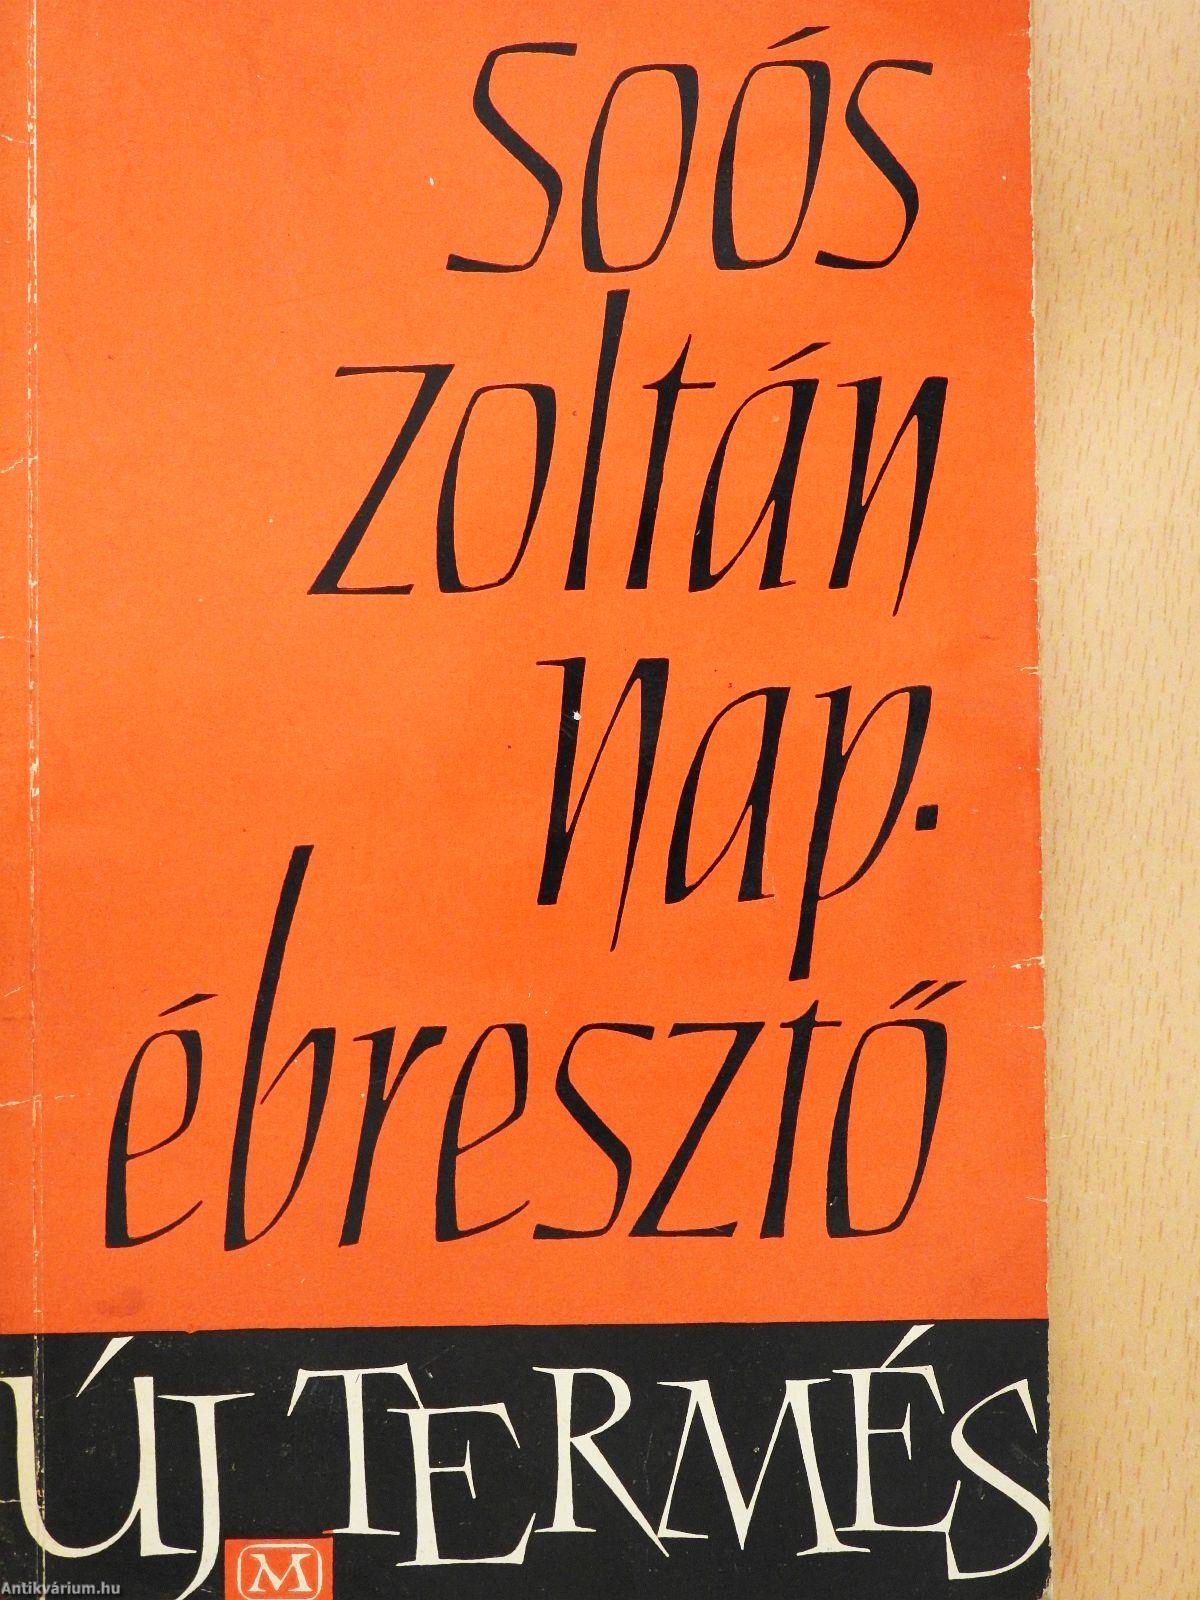 Soós
Zoltán
nap-
ébresztő
ÚJ TERMÉS
M
Antikvárium.hu